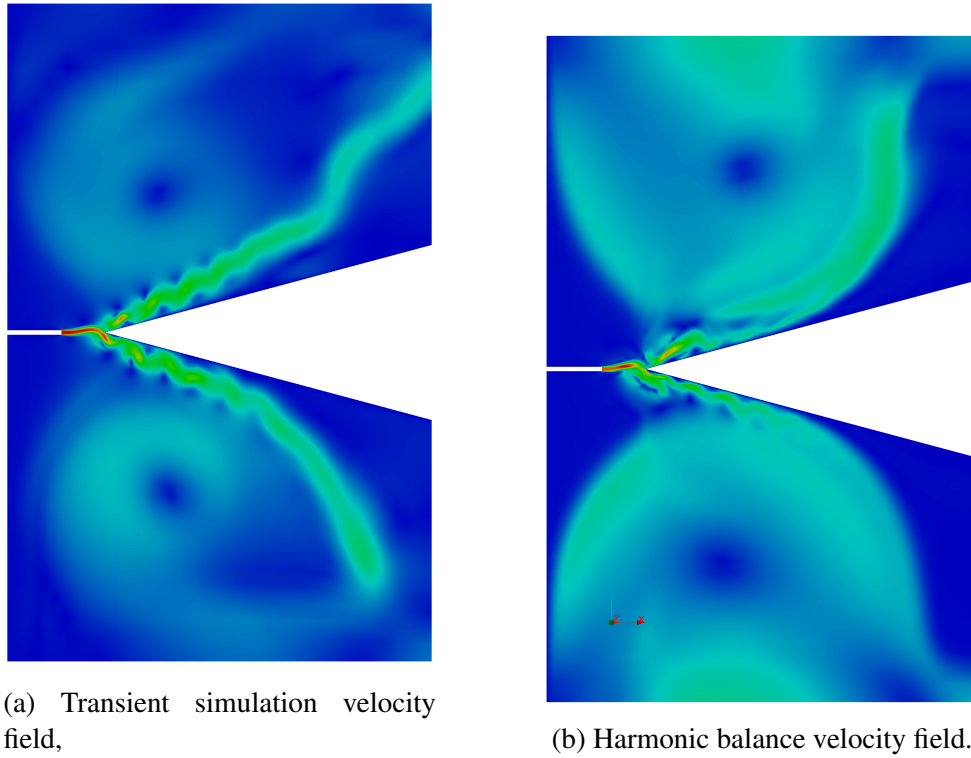 Z X
(a) Transient simulation velocity
field,
(b) Harmonic balance velocity field.